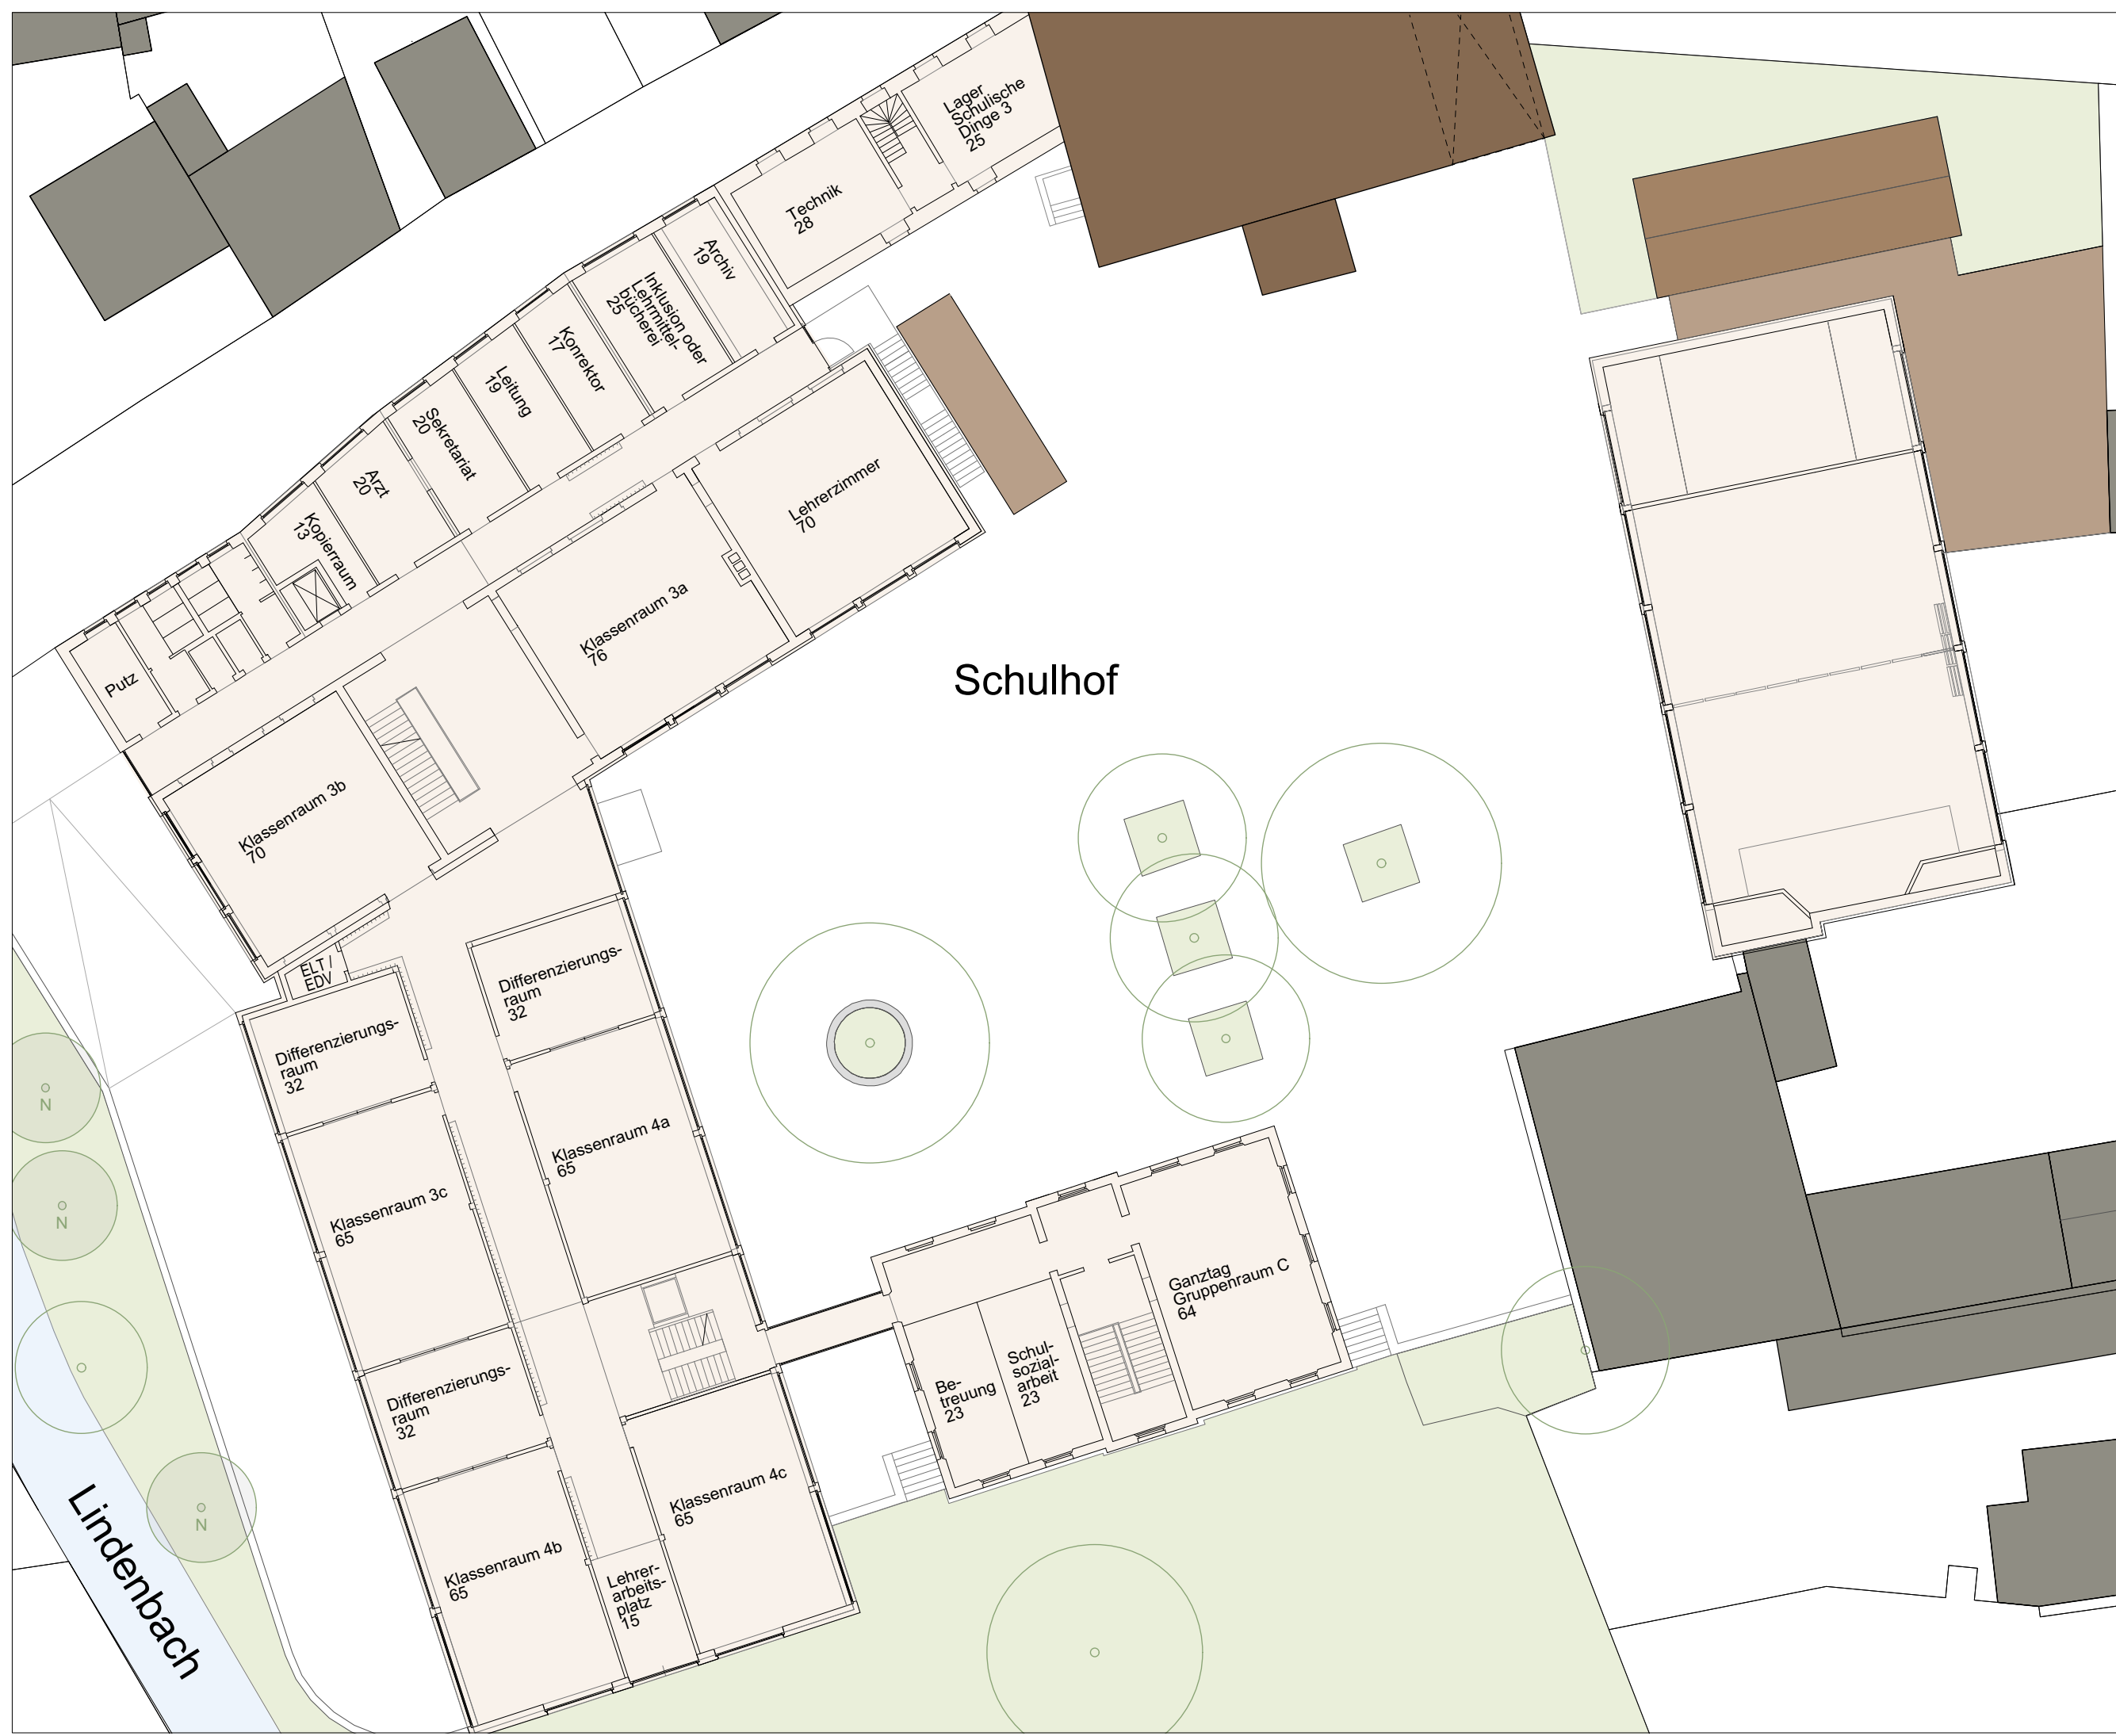 Lager
Schulische
Dinge 3
25
Technik
28
Archiv
19
Inklusion oder
Lehrmittel-
bücherei
25
Konrektor
17
Leitung
19
Sekretariat
20
Arzt
20
Kopierraum
13
Putz
Lehrerzimmer
70
Klassenraum 3a
76
Klassenraum 3b
70
Schulhof
ELT /
EDV
Differenzierungs-
raum
32
Differenzierungs-
raum
32
Klassenraum 4a
65
Klassenraum 3c
65
Differenzierungs-
raum
32
Klassenraum 4b
65
Klassenraum 4c
65
Lehrer-
arbeits-
platz
15
Be-
treuung
23
Schul-
sozial-
arbeit
23
Ganztag
Gruppenraum C
64
N
N
N
Lindenbach